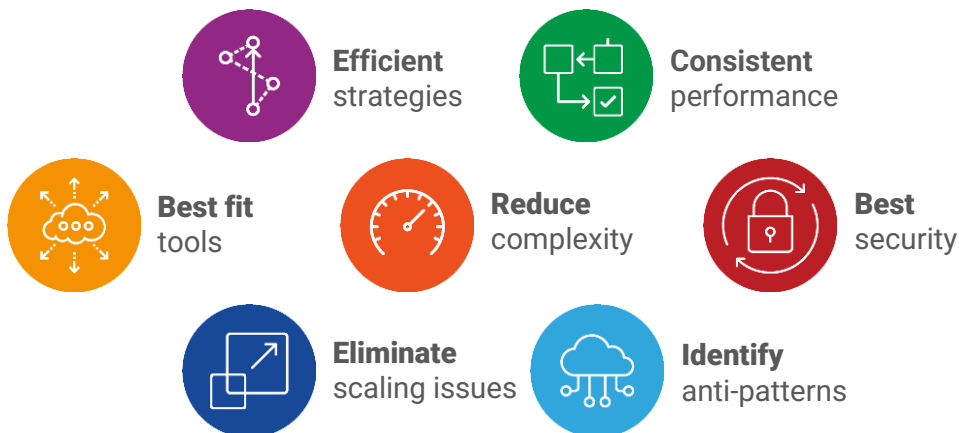 Efficient
strategies
Consistent
performance
Best fit
tools
Reduce
complexity
Best
security
Eliminate
scaling issues
Identify
anti-patterns